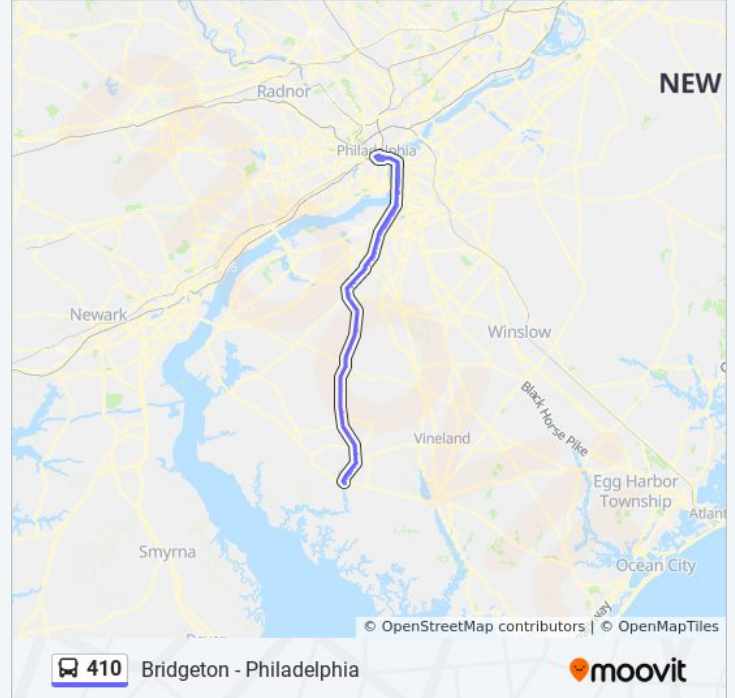 NEW
Radnor
Philadelphia
Newark
Winslow
Black Horse Pike
Vineland
Egg Harbor
Township
Atlant
Smyrna
Ocean City
way
© OpenStreetMap contributors | © OpenMapTiles
410 Bridgeton - Philadelphia
moovit